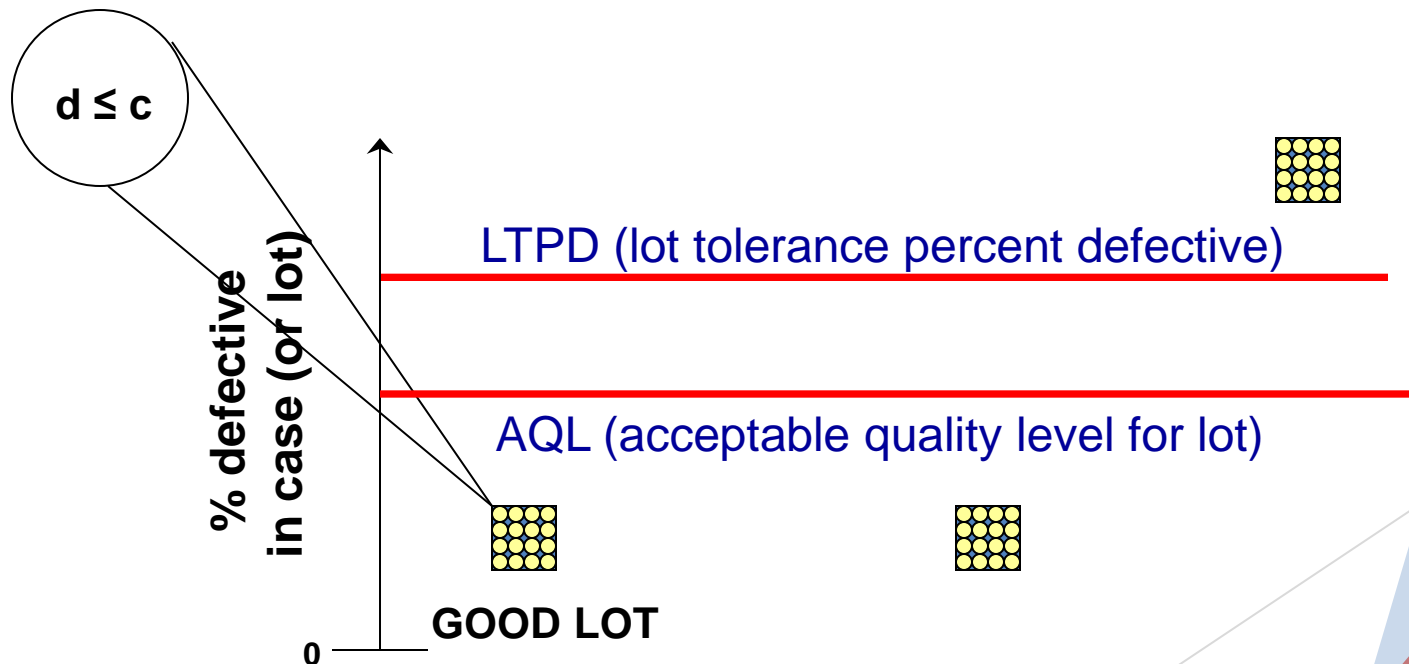 d ≤ c
LTPD (lot tolerance percent defective)
% defective
in case (or lot)
AQL (acceptable quality level for lot)
GOOD LOT
0